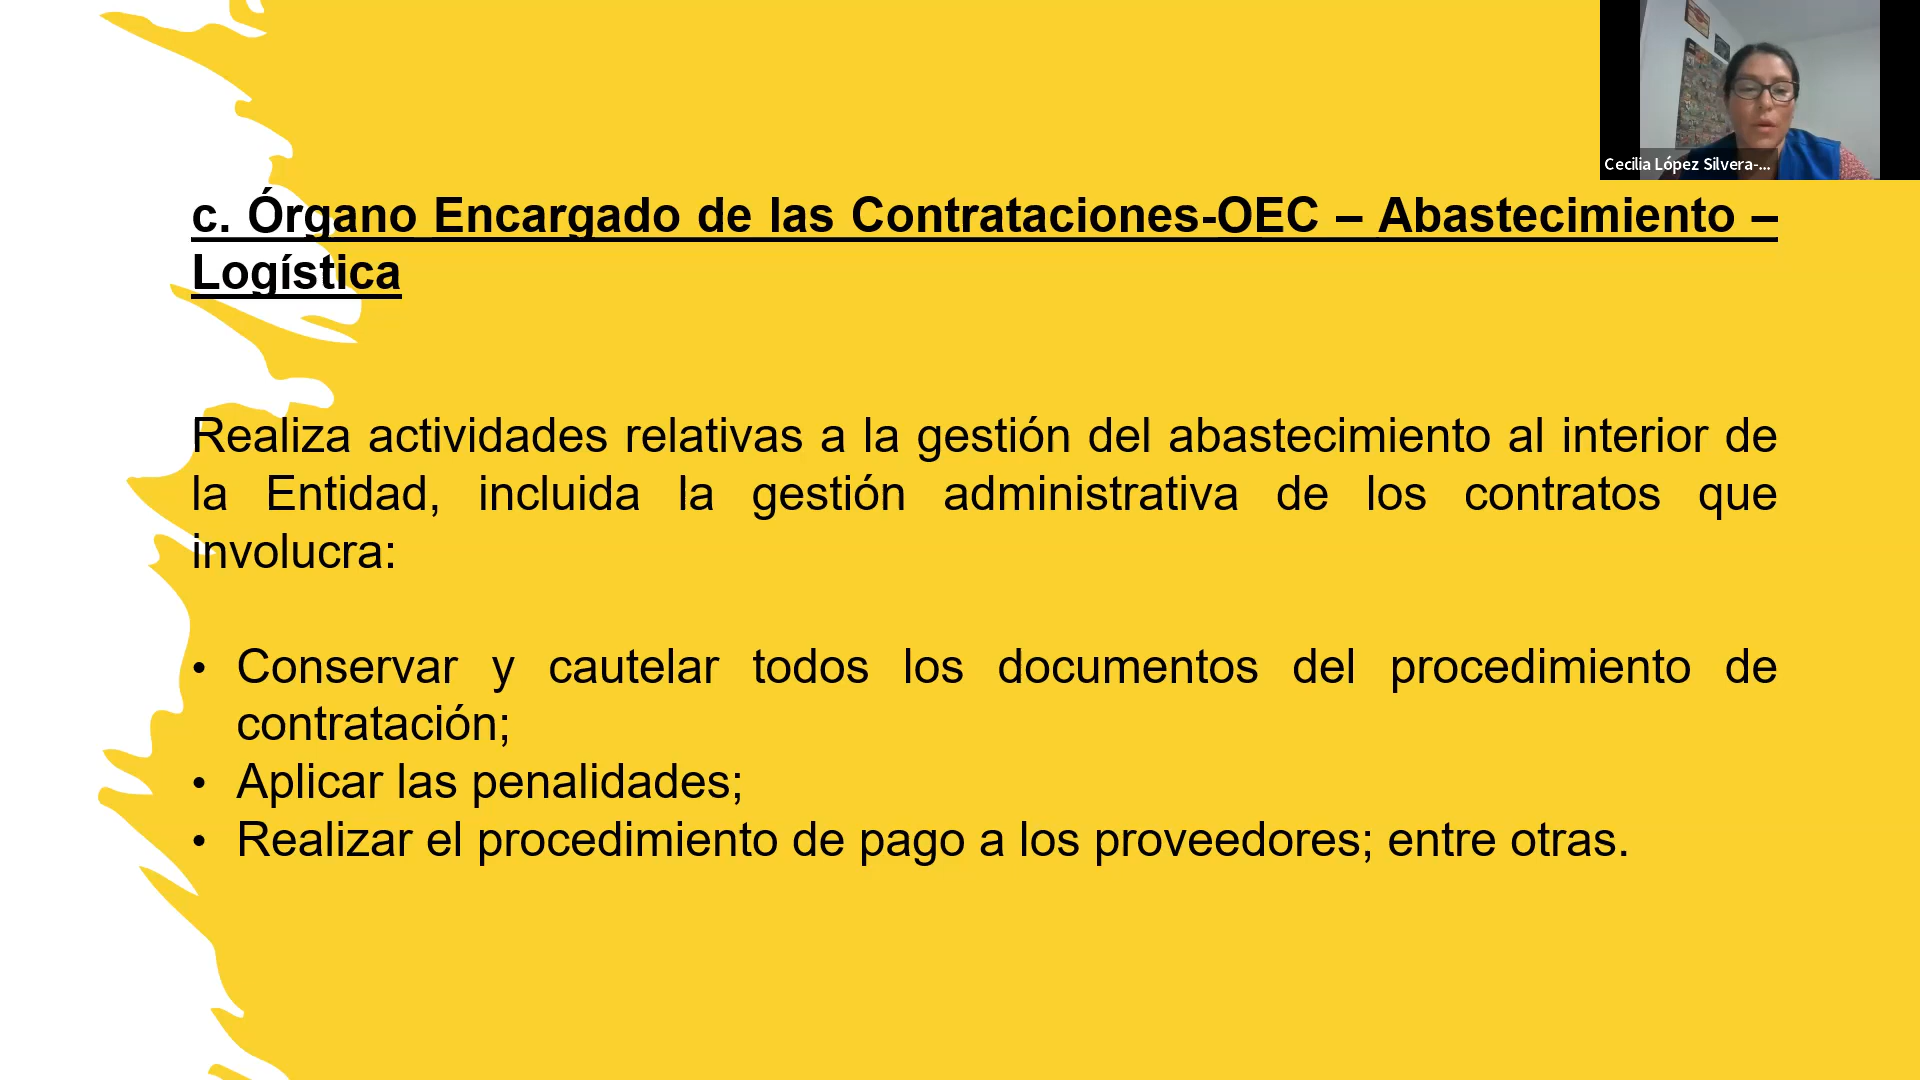 Cecilia López Silvera-...
c. Órgano Encargado de las Contrataciones-OEC – Abastecimiento –
Logística
Realiza actividades relativas a la gestión del abastecimiento al interior de
la Entidad, incluida la gestión administrativa de los contratos que
involucra:
• Conservar y cautelar todos los documentos del procedimiento de
contratación;
• Aplicar las penalidades;
• Realizar el procedimiento de pago a los proveedores; entre otras.